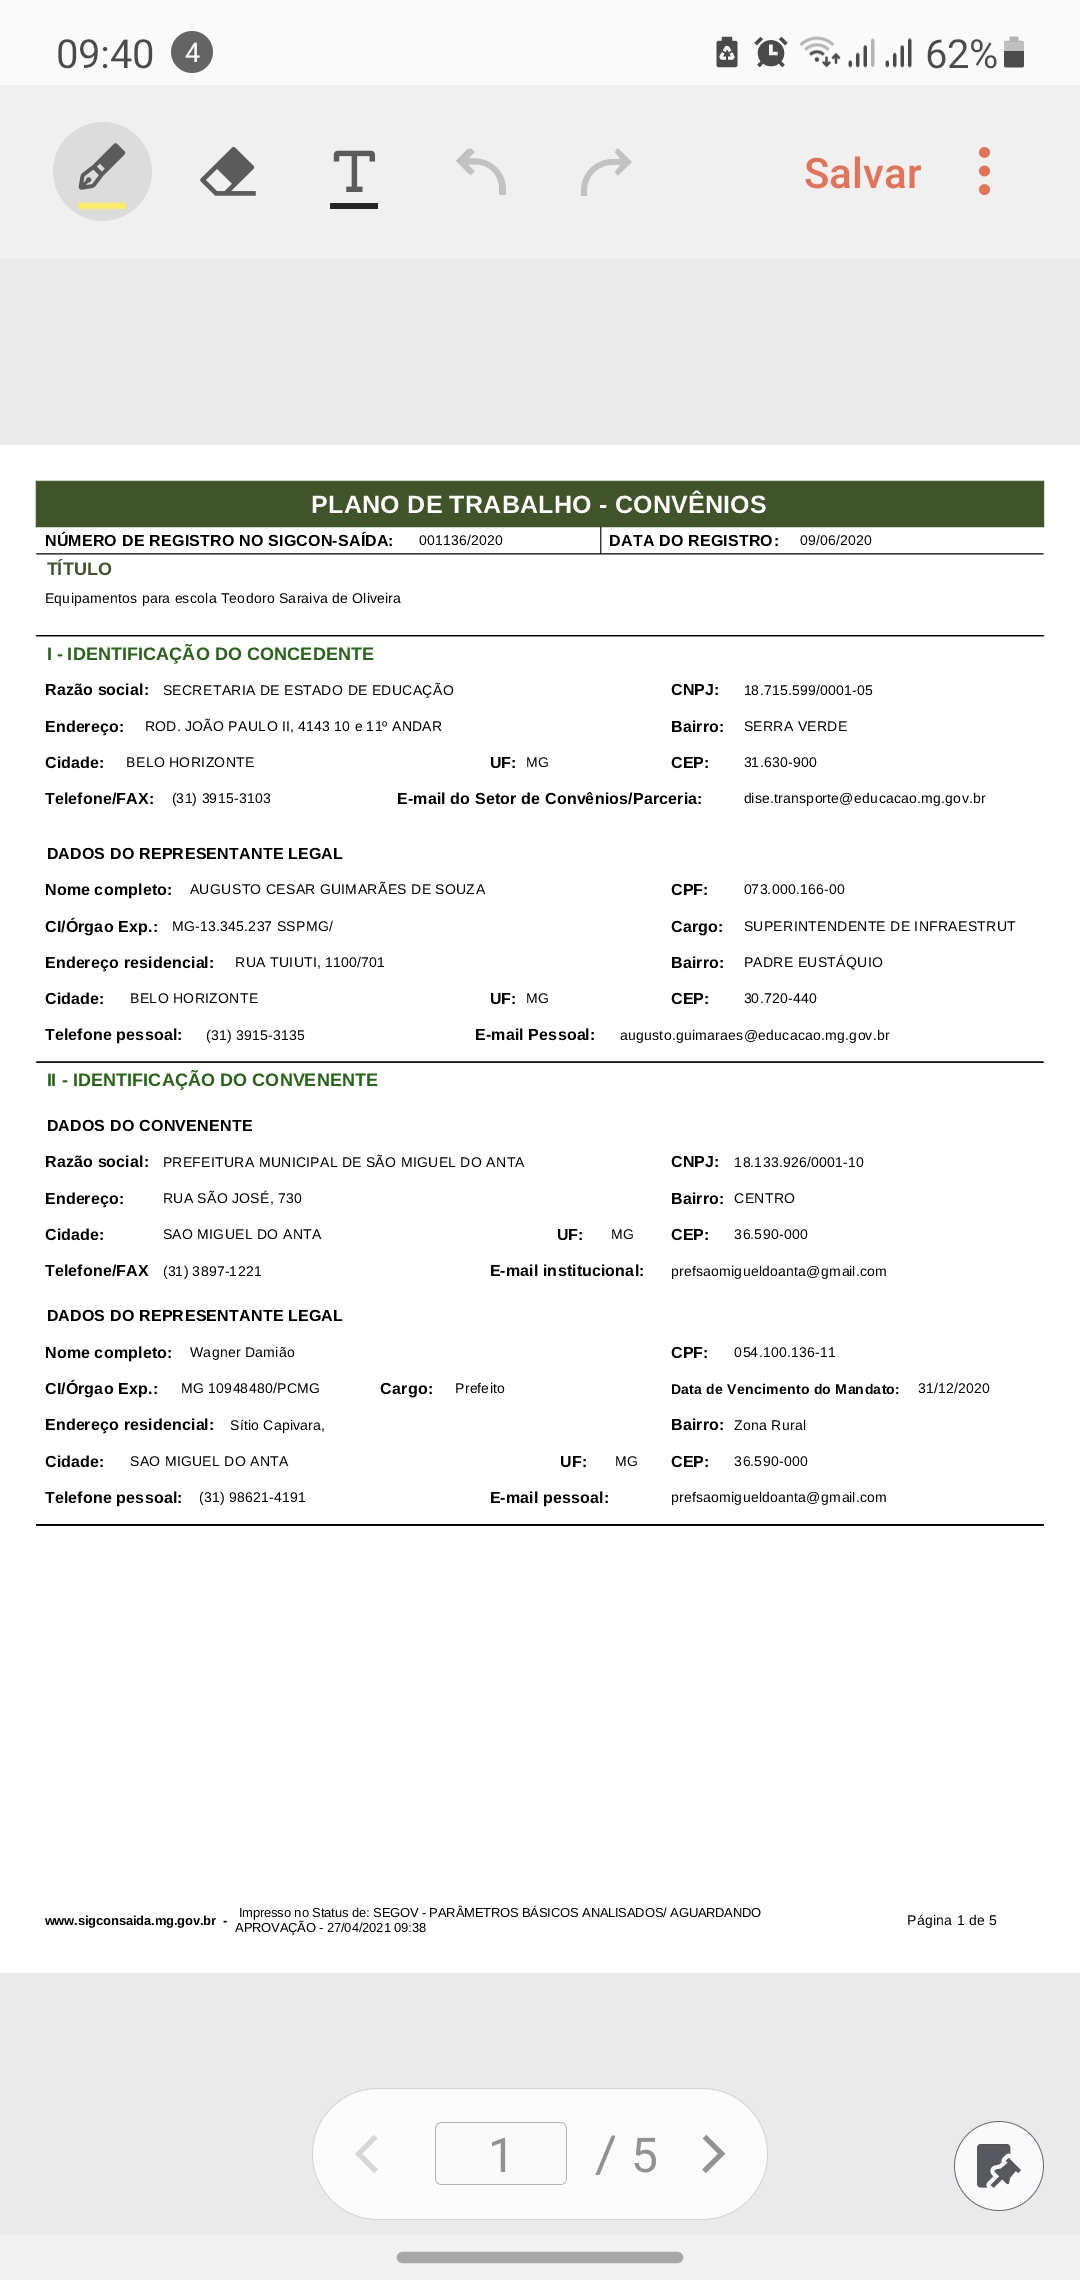 09:40 4 62%
T Salvar
PLANO DE TRABALHO - CONVÊNIOS
NÚMERO DE REGISTRO NO SIGCON-SAÍDA: 001136/2020 DATA DO REGISTRO: 09/06/2020
TÍTULO
Equipamentos para escola Teodoro Saraiva de Oliveira
I - IDENTIFICAÇÃO DO CONCEDENTE
Razão social: SECRETARIA DE ESTADO DE EDUCAÇÃO CNPJ: 18.715.599/0001-05
Endereço: ROD. JOÃO PAULO II, 4143 10 e 11º ANDAR Bairro: SERRA VERDE
Cidade: BELO HORIZONTE UF: MG CEP: 31.630-900
Telefone/FAX: (31) 3915-3103 E-mail do Setor de Convênios/Parceria: dise.transporte@educacao.mg.gov.br
DADOS DO REPRESENTANTE LEGAL
Nome completo: AUGUSTO CESAR GUIMARÃES DE SOUZA CPF: 073.000.166-00
CI/Órgao Exp.: MG-13.345.237 SSPMG/ Cargo: SUPERINTENDENTE DE INFRAESTRUT
Endereço residencial: RUA TUIUTI, 1100/701 Bairro: PADRE EUSTÁQUIO
Cidade: BELO HORIZONTE UF: MG CEP: 30.720-440
Telefone pessoal: (31) 3915-3135 E-mail Pessoal: augusto.guimaraes@educacao.mg.gov.br
II - IDENTIFICAÇÃO DO CONVENENTE
DADOS DO CONVENENTE
Razão social: PREFEITURA MUNICIPAL DE SÃO MIGUEL DO ANTA CNPJ: 18.133.926/0001-10
Endereço: RUA SÃO JOSÉ, 730 Bairro: CENTRO
Cidade: SAO MIGUEL DO ANTA UF: MG CEP: 36.590-000
Telefone/FAX (31) 3897-1221 E-mail institucional: prefsaomigueldoanta@gmail.com
DADOS DO REPRESENTANTE LEGAL
Nome completo: Wagner Damião CPF: 054.100.136-11
CI/Órgao Exp.: MG 10948480/PCMG Cargo: Prefeito Data de Vencimento do Mandato: 31/12/2020
Endereço residencial: Sítio Capivara, Bairro: Zona Rural
Cidade: SAO MIGUEL DO ANTA UF: MG CEP: 36.590-000
Telefone pessoal: (31) 98621-4191 E-mail pessoal: prefsaomigueldoanta@gmail.com
www.sigconsaida.mg.gov.br - Impresso no Status de: SEGOV - PARÂMETROS BÁSICOS ANALISADOS/ AGUARDANDO
APROVAÇÃO - 27/04/2021 09:38 Página 1 de 5
1 / 5